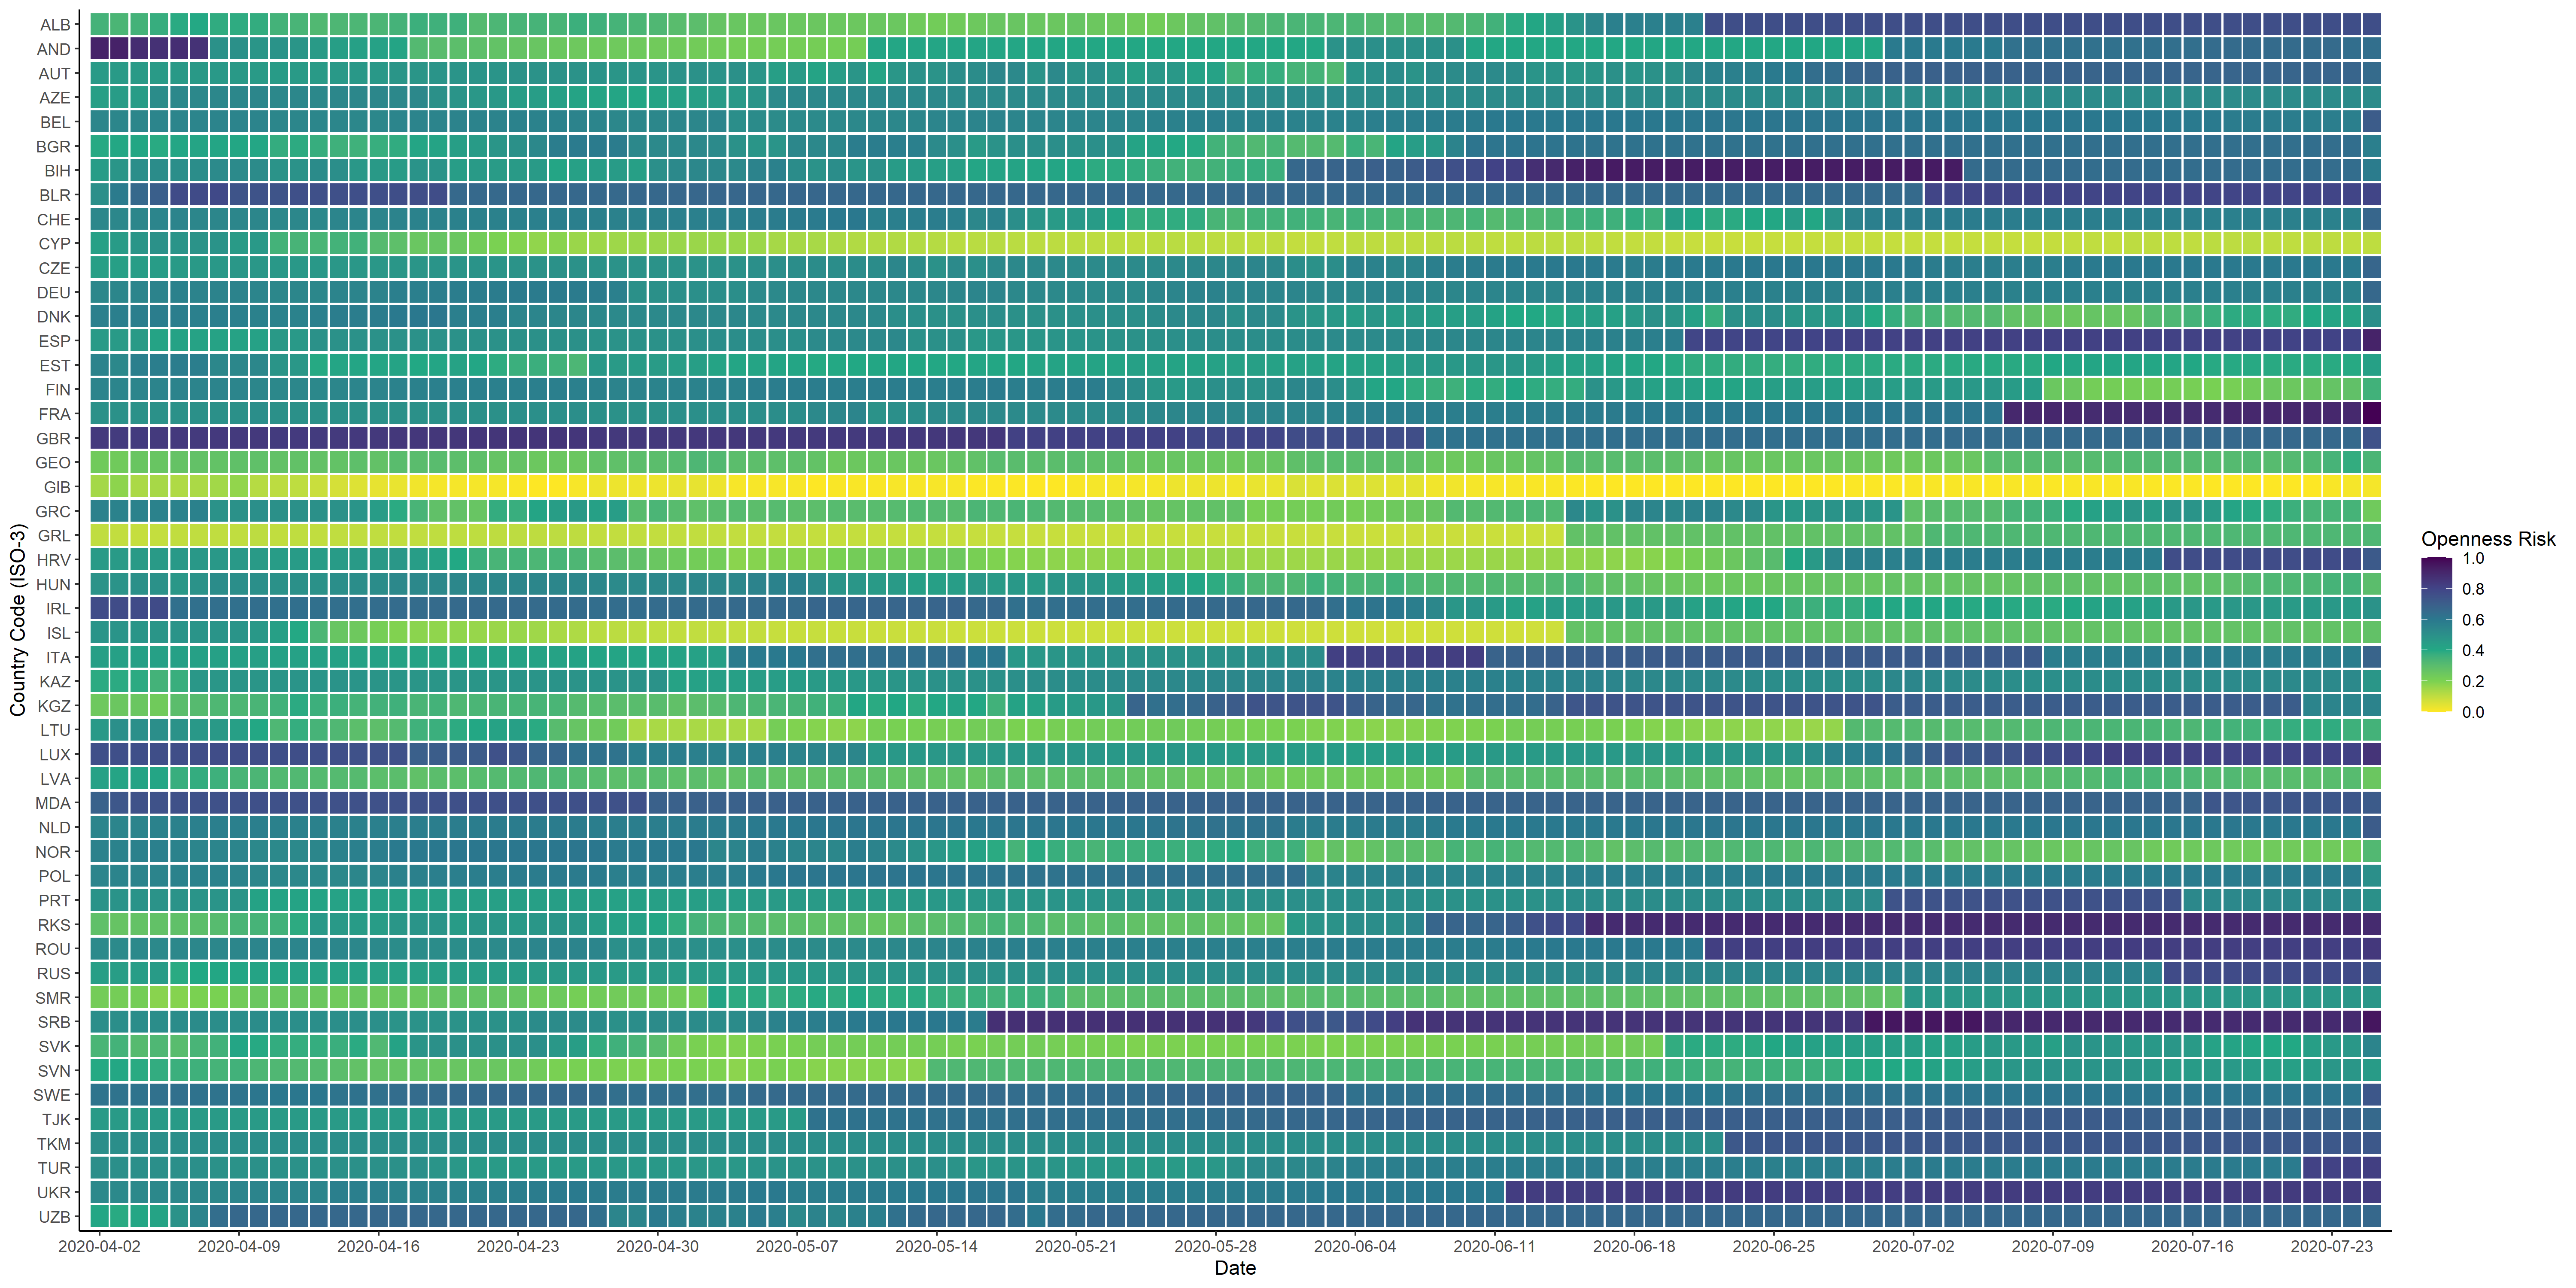 ALB
AND
AUT
AZE
BEL
BGR
BIH
BLR
CHE
CYP
CZE
DEU
DNK
ESP
EST
FIN
FRA
GBR
GEO
GIB
GRC
GRL
HRV
HUN
IRL
ISL
ITA
KAZ
KGZ
LTU
LUX
LVA
MDA
NLD
NOR
POL
PRT
RKS
ROU
RUS
SMR
SRB
SVK
SVN
SWE
TJK
TKM
TUR
UKR
UZB
Country Code (ISO-3)
2020-04-02 2020-04-09 2020-04-16 2020-04-23 2020-04-30 2020-05-07 2020-05-14 2020-05-21 2020-05-28 2020-06-04 2020-06-11 2020-06-18 2020-06-25 2020-07-02 2020-07-09 2020-07-16 2020-07-23
Date
Openness Risk
1.0
0.8
0.6
0.4
0.2
0.0